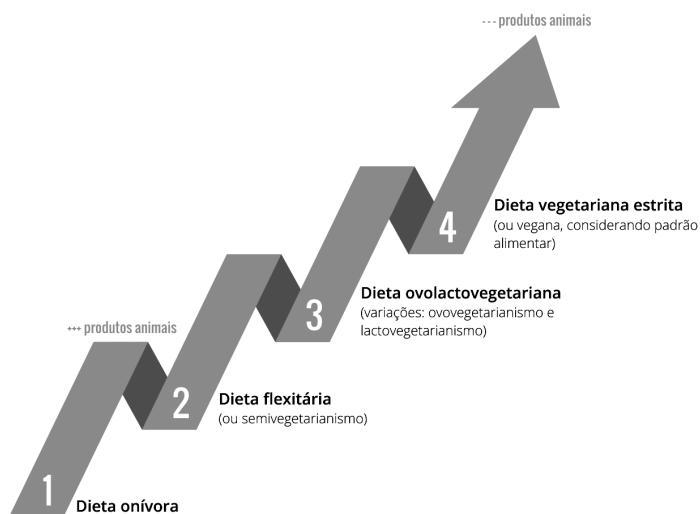 --- produtos animais
4
Dieta vegetariana estrita
(ou vegana, considerando padrão
alimentar)
3
Dieta ovolactovegetariana
(variações: ovovegetarianismo e
lactovegetarianismo)
+++ produtos animais
2
Dieta flexitária
(ou semivegetarianismo)
1
Dieta onívora